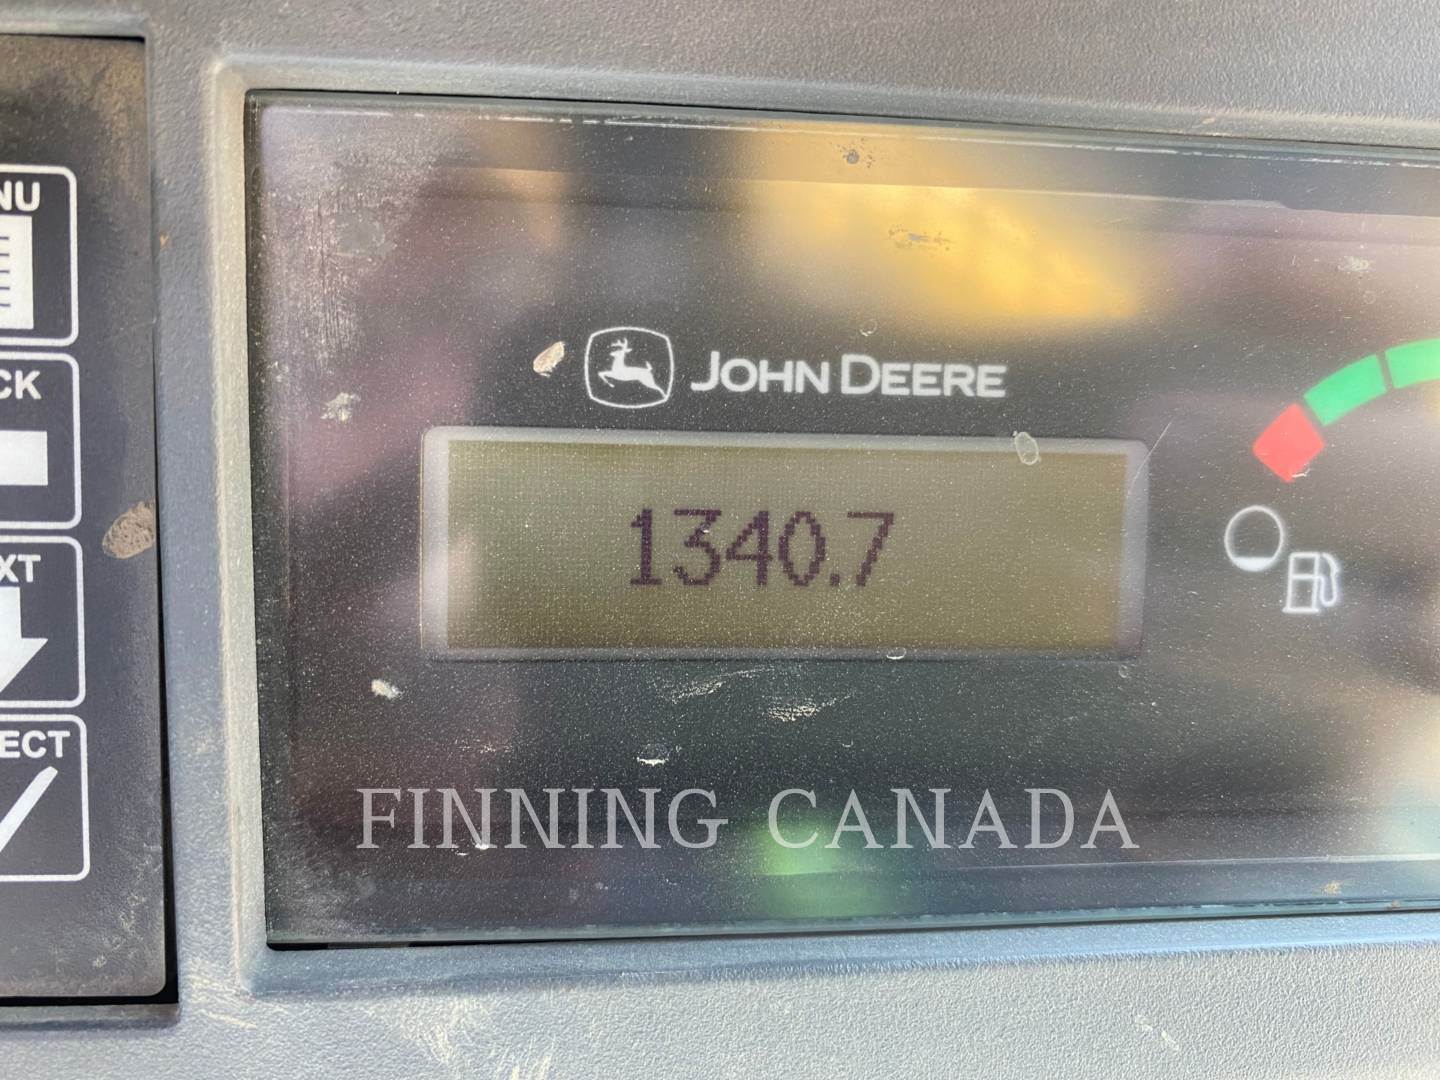 NU
CK
XT
ECT
JOHN DEERE
1340.7
FINNING CANADA